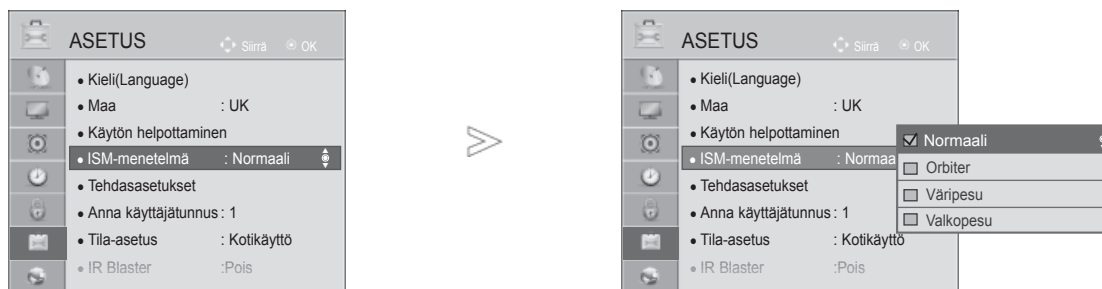 ASETUS
Siirrä OK
• Kieli(Language)
• Maa : UK
• Käytön helpottaminen
• ISM-menetelmä : Normaali
• Tehdasasetukset
• Anna käyttäjätunnus : 1
• Tila-asetus : Kotikäyttö
• IR Blaster :Pois
ASETUS
Siirrä OK
• Kieli(Language)
• Maa : UK
• Käytön helpottaminen
• ISM-menetelmä : Normaa
• Tehdasasetukset
• Anna käyttäjätunnus : 1
• Tila-asetus : Kotikäyttö
• IR Blaster :Pois
Normaali
Orbiter
Väripesu
Valkopesu